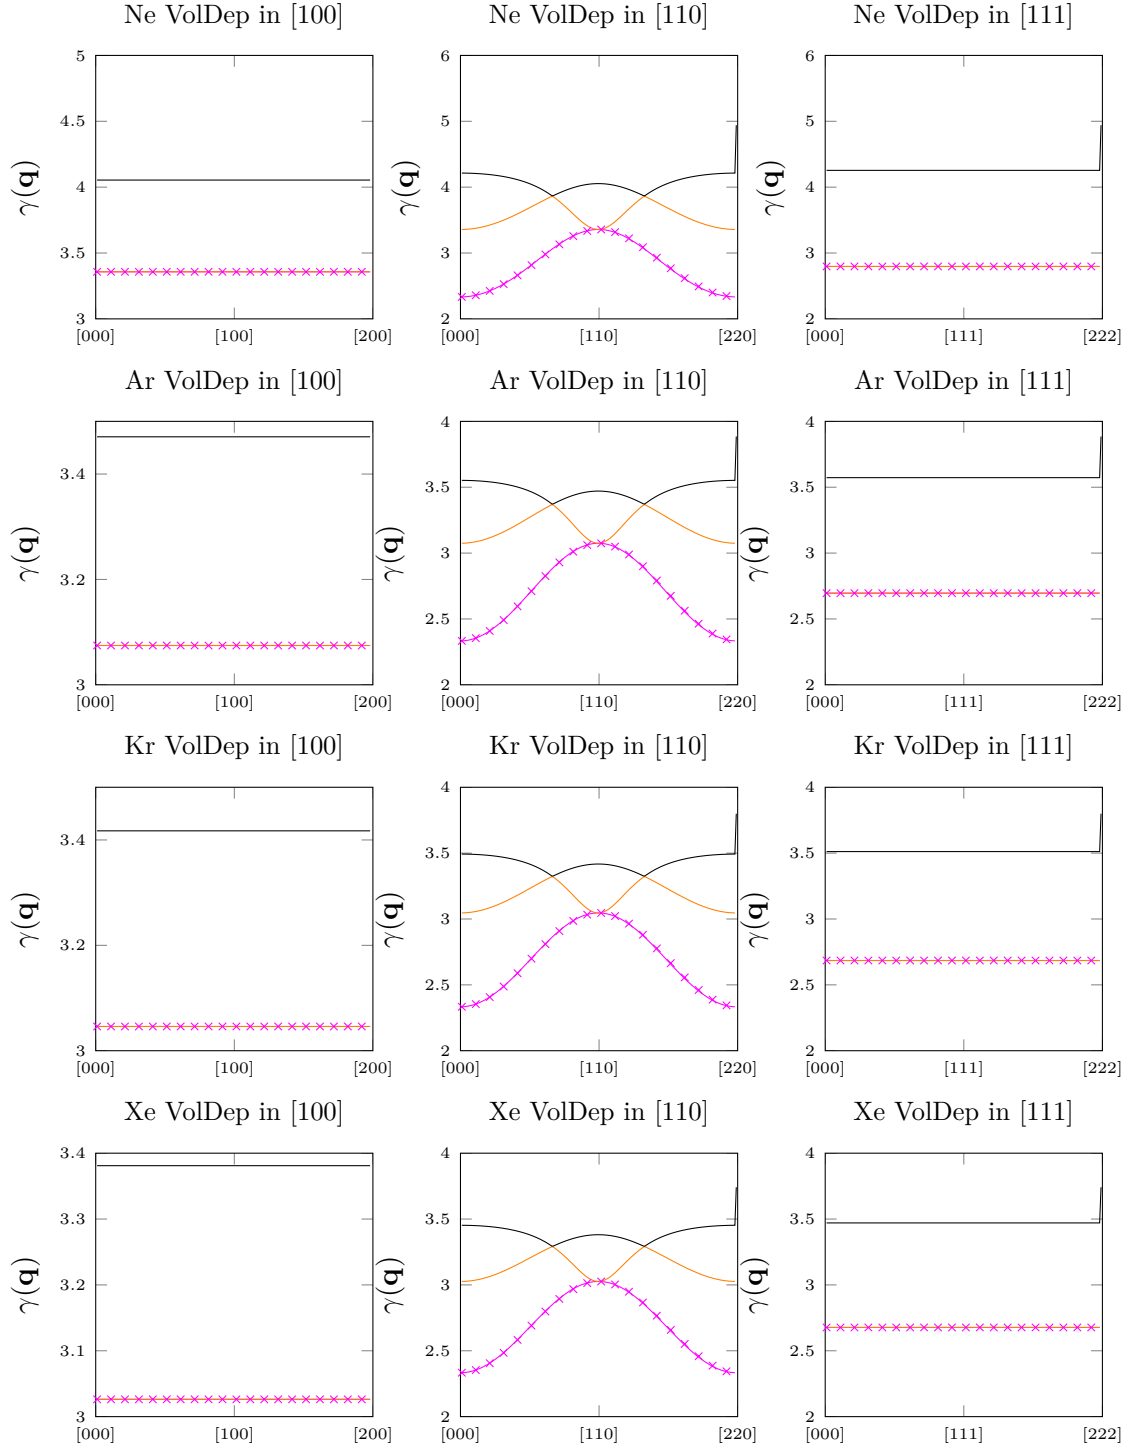 Ne VolDep in [100]
5
4.5
4
3.5
3
γ(q)
[000] [100] [200]
Ne VolDep in [110]
6
5
4
3
2
γ(q)
[000] [110] [220]
Ne VolDep in [111]
6
5
4
3
2
γ(q)
[000] [111] [222]
Ar VolDep in [100]
3.4
3.2
3
γ(q)
[000] [100] [200]
Ar VolDep in [110]
4
3.5
3
2.5
2
γ(q)
[000] [110] [220]
Ar VolDep in [111]
4
3.5
3
2.5
2
γ(q)
[000] [111] [222]
Kr VolDep in [100]
3.4
3.2
3
γ(q)
[000] [100] [200]
Kr VolDep in [110]
4
3.5
3
2.5
2
γ(q)
[000] [110] [220]
Kr VolDep in [111]
4
3.5
3
2.5
2
γ(q)
[000] [111] [222]
Xe VolDep in [100]
3.4
3.3
3.2
3.1
3
γ(q)
[000] [100] [200]
Xe VolDep in [110]
4
3.5
3
2.5
2
γ(q)
[000] [110] [220]
Xe VolDep in [111]
4
3.5
3
2.5
2
γ(q)
[000] [111] [222]